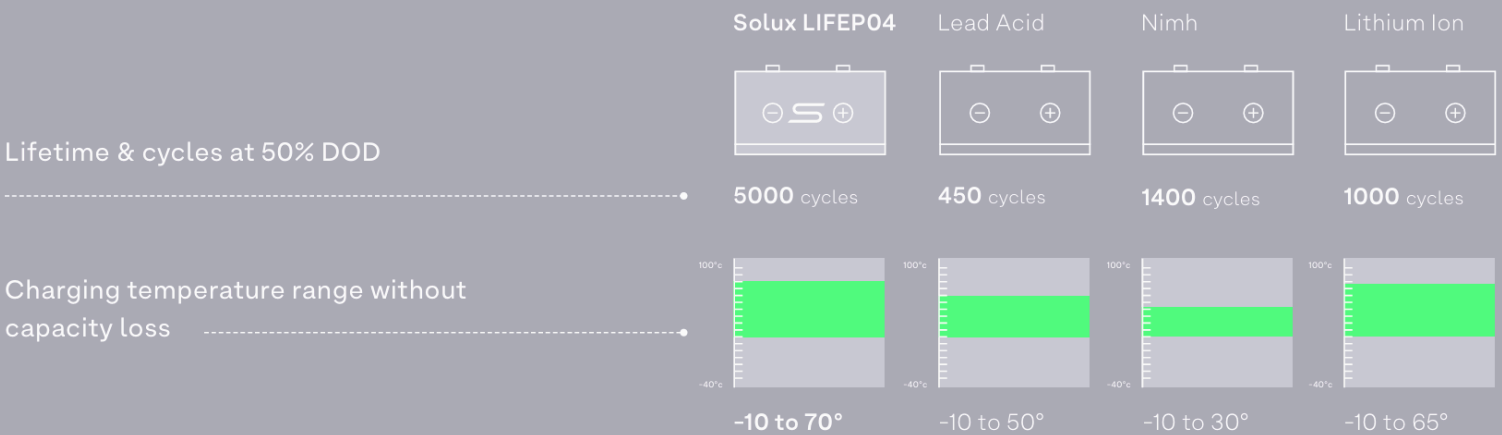 Solux LIFEP04 Lead Acid Nimh Lithium Ion
Lifetime & cycles at 50% DOD
5000 cycles 450 cycles 1400 cycles 1000 cycles
100°c 100°c 100°c 100°c
Charging temperature range without
capacity loss
-40°c -40°c -40°c -40°c
-10 to 70° -10 to 50° -10 to 30° -10 to 65°